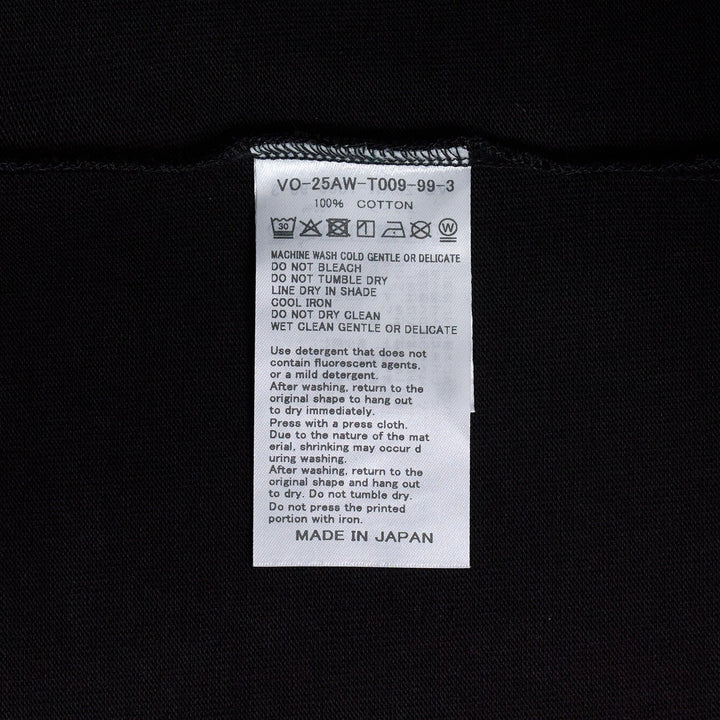 VO-25AW-T009-99-3
100% COTTON
30 W
MACHINE WASH COLD GENTLE OR DELICATE
DO NOT BLEACH
DO NOT TUMBLE DRY
LINE DRY IN SHADE
COOL IRON
DO NOT DRY CLEAN
WET CLEAN GENTLE OR DELICATE
Use detergent that does not
contain fluorescent agents,
or a mild detergent.
After washing, return to the
original shape to hang out
to dry immediately.
Press with a press cloth.
Due to the nature of the mat
erial, shrinking may occur d
uring washing.
After washing, return to the
original shape and hang out
to dry. Do not tumble dry.
Do not press the printed
portion with iron.
MADE IN JAPAN